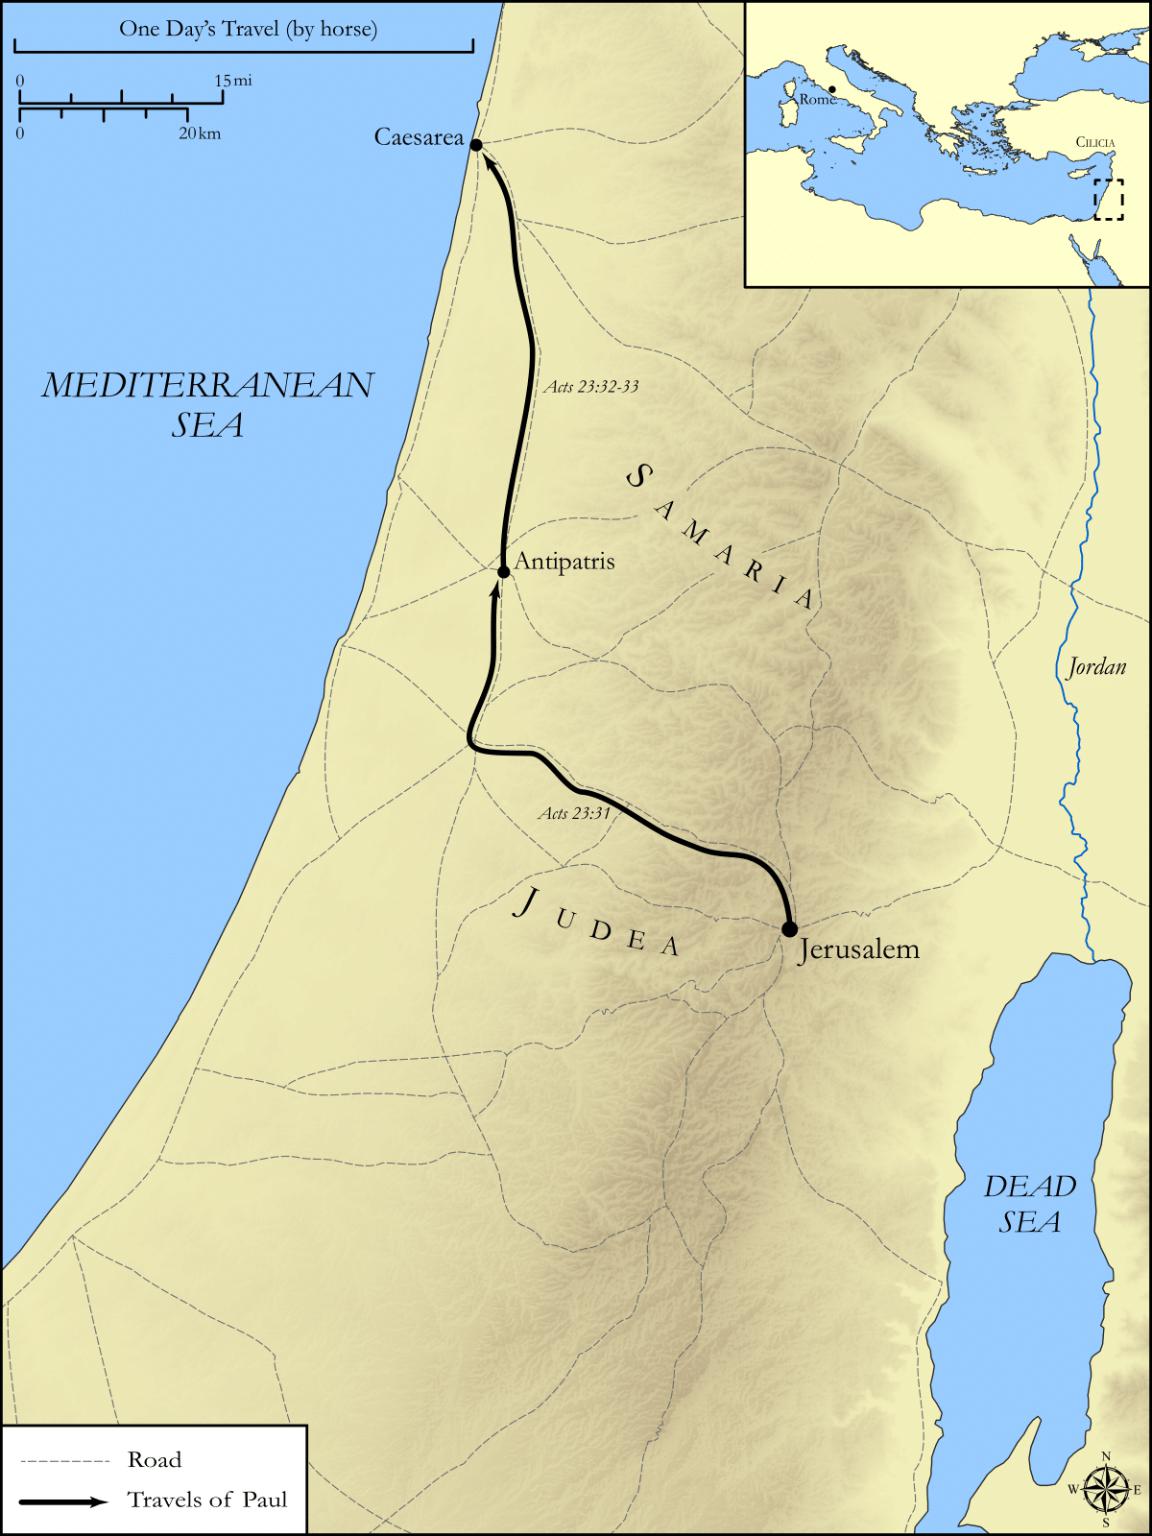 One Day's Travel (by horse)
0 15 mi
0 20 km
Caesarea
Rome
CILICIA
MEDITERRANEAN
SEA
Acts 23:32-33
SAMARIA
Antipatris
Jordan
Acts 23:31
JUDEA
Jerusalem
DEAD
SEA
Road
Travels of Paul
N
W E
S